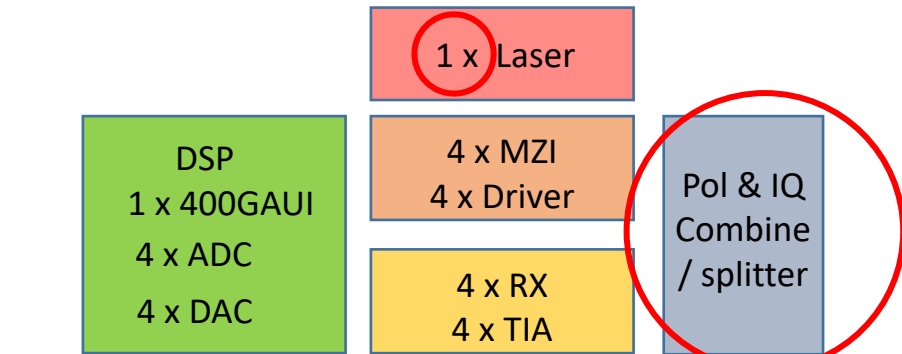 1 x Laser
DSP
1 x 400GAUI
4 x ADC
4 x DAC
4 x MZI
4 x Driver
4 x RX
4 x TIA
Pol & IQ
Combine
/ splitter